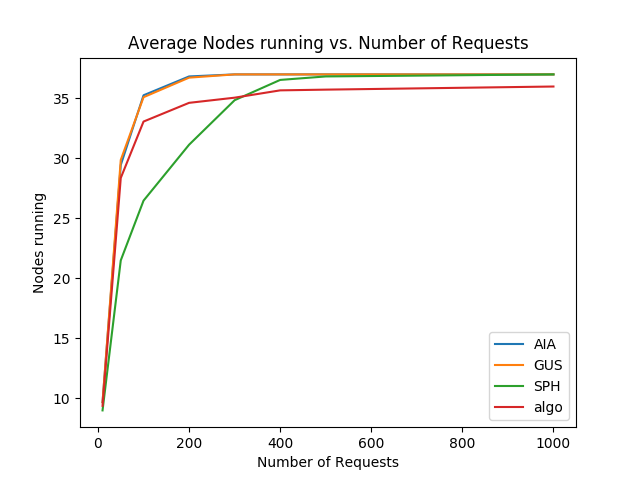 Average Nodes running vs. Number of Requests
Nodes running
35
30
25
20
15
10
0 200 400 600 800 1000
Number of Requests
AIA
GUS
SPH
algo